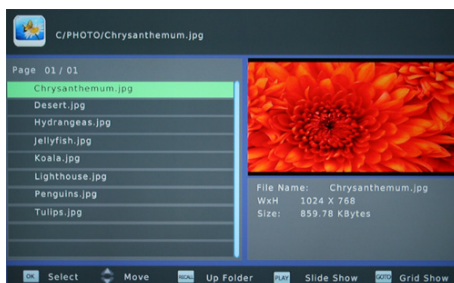 C/PHOTO/Chrysanthemum.jpg
Page 01/01
Chrysanthemum.jpg
Desert.jpg
Hydrangeas.jpg
Jellyfish.jpg
Koala.jpg
Lighthouse.jpg
Penguins.jpg
Tulips.jpg
File Name: Chrysanthemum.jpg
WxH 1024 X 768
Size: 859.78 KBytes
OK Select Move RECALL Up Folder PLAY Slide Show GOTO Grid Show